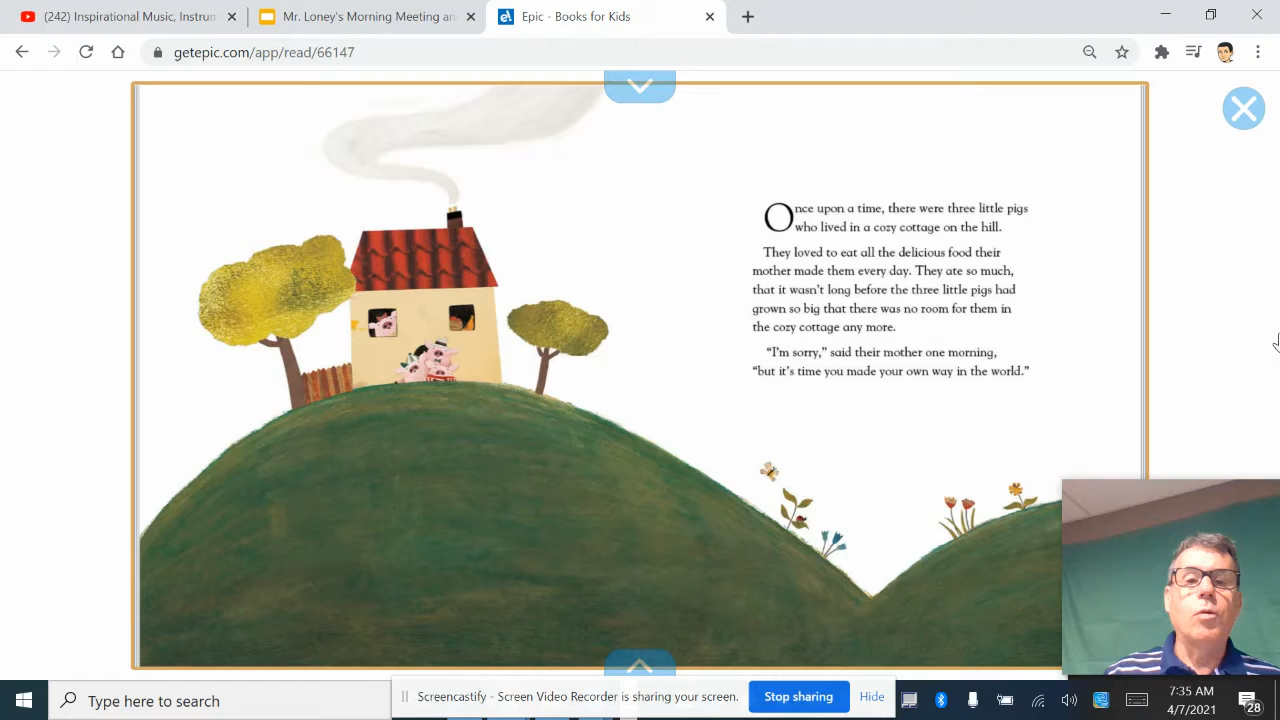 (242) Inspirational Music, Instrum
Mr. Loney's Morning Meeting and
Epic - Books for Kids
getepic.com/app/read/66147
Once upon a time, there were three little pigs
who lived in a cozy cottage on the hill.
They loved to eat all the delicious food their
mother made them every day. They ate so much,
that it wasn't long before the three little pigs had
grown so big that there was no room for them in
the cozy cottage any more.
“I'm sorry,” said their mother one morning,
“but it's time you made your own way in the world.”
Type here to search
Screencastify - Screen Video Recorder is sharing your screen.
Stop sharing
Hide
7:35 AM
4/7/2021
28